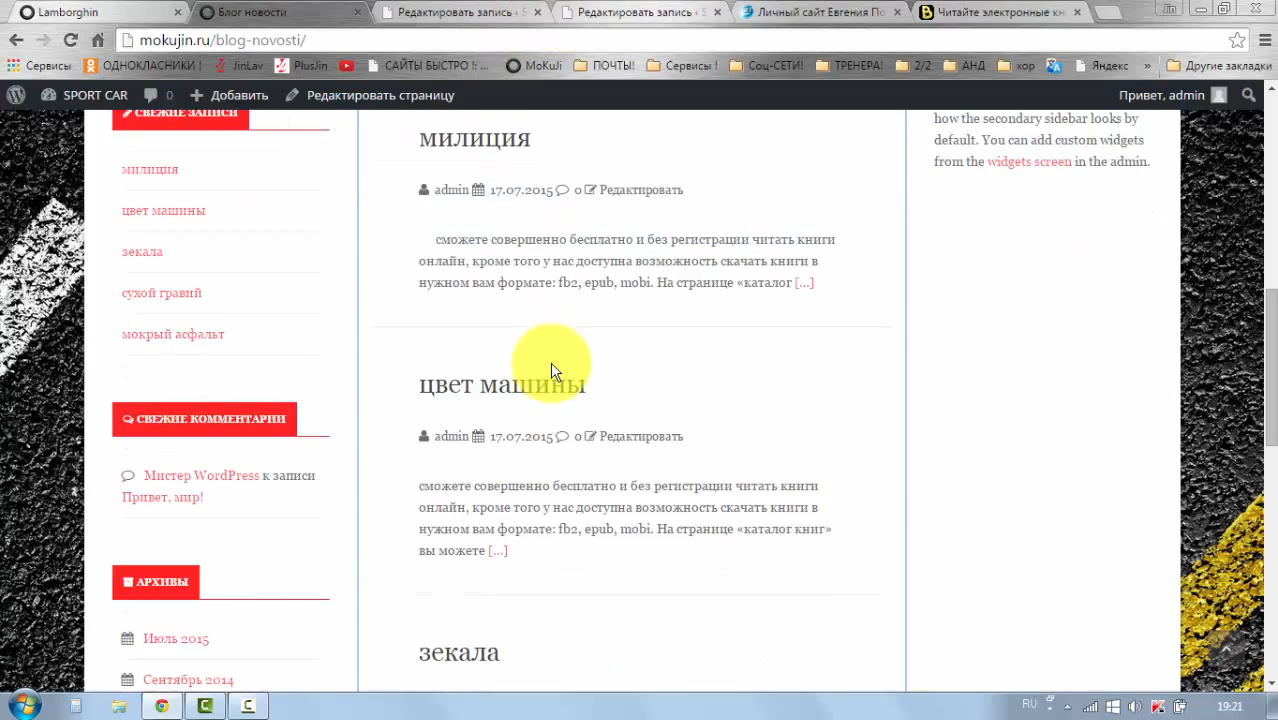 Lamborghin
Блог новости
Редактировать запись ‹ S
Редактировать запись ‹ S
Личный сайт Евгения По
Читайте электронные кн
Jin
mokujin.ru/blog-novosti/
Сервисы
ОДНОКЛАСНИКИ !
JinLav
PlusJin
САЙТЫ БЫСТРО !: ...
MoKuJi
ПОЧТЫ!
Сервисы !
Соц-СЕТИ!
ТРЕНЕРА!
2/2
АНД
хор
Яндекс
»
Другие закладки
SPORT CAR
0
Добавить
Редактировать страницу
Привет, admin
СВЕЖИЕ ЗАПИСИ
милиция
цвет машины
зекала
сухой гравий
мокрый асфальт
СВЕЖИЕ КОММЕНТАРИИ
Мистер WordPress к записи
Привет, мир!
АРХИВЫ
Июль 2015
Сентябрь 2014
милиция
admin 17.07.2015 0 Редактировать
сможете совершенно бесплатно и без регистрации читать книги
онлайн, кроме того у нас доступна возможность скачать книги в
нужном вам формате: fb2, epub, mobi. На странице «каталог [...]
цвет машины
admin 17.07.2015 0 Редактировать
сможете совершенно бесплатно и без регистрации читать книги
онлайн, кроме того у нас доступна возможность скачать книги в
нужном вам формате: fb2, epub, mobi. На странице «каталог книг»
вы можете [...]
зекала
how the secondary sidebar looks by
default. You can add custom widgets
from the widgets screen in the admin.
RU
19:21